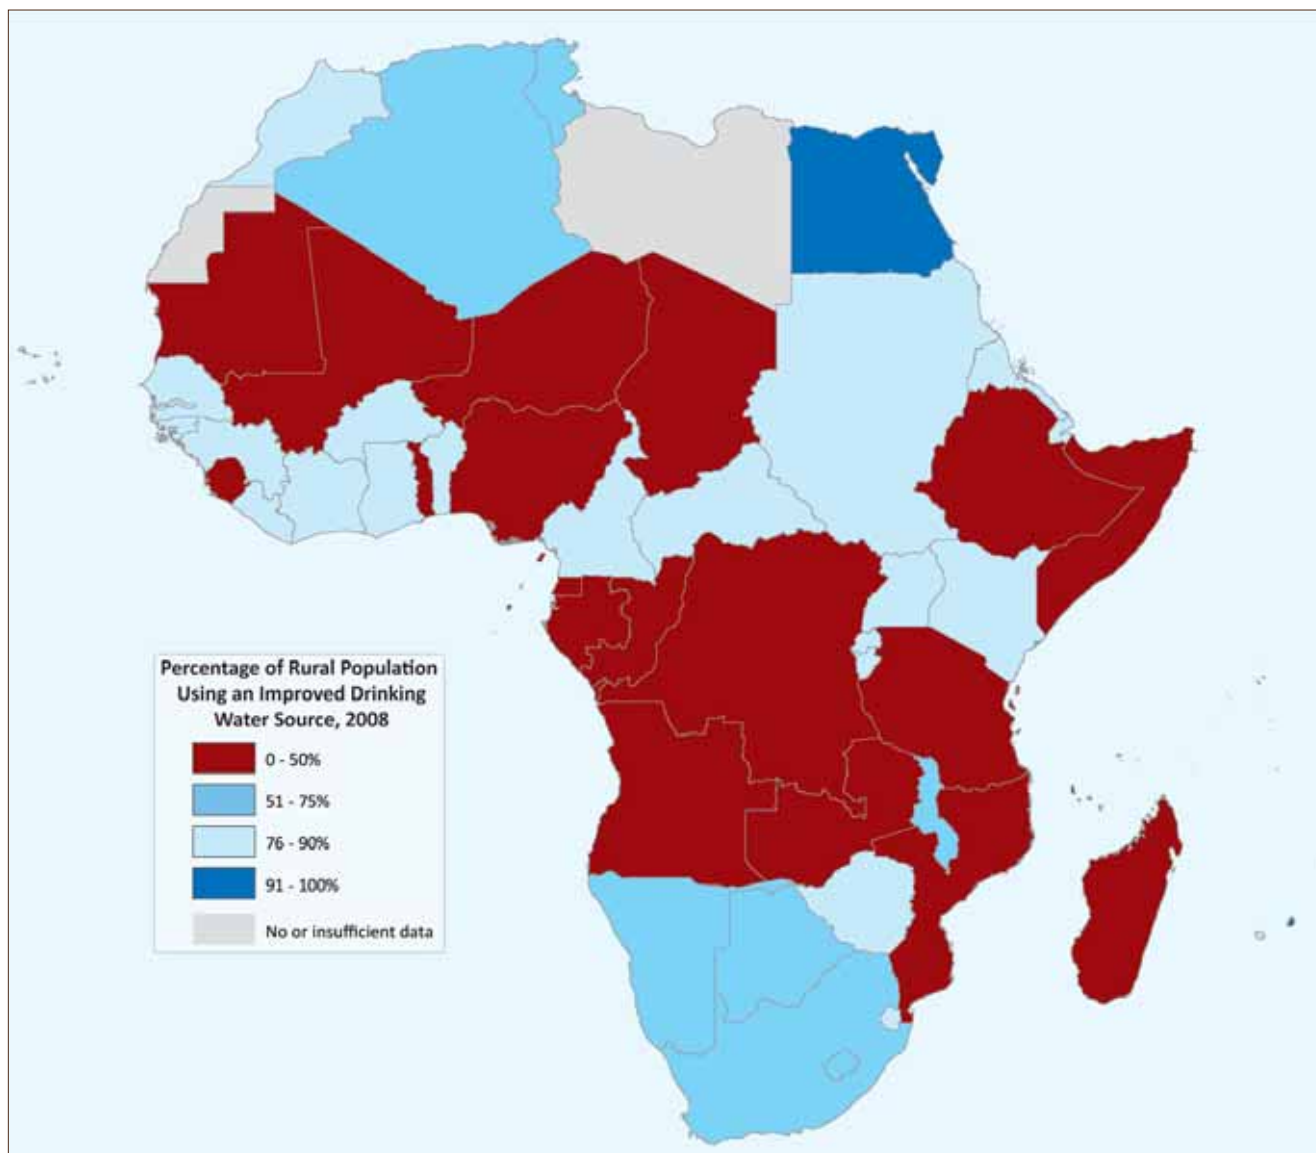 Percentage of Rural Population
Using an Improved Drinking
Water Source, 2008
0 - 50%
51 - 75%
76 - 90%
91 - 100%
No or insufficient data